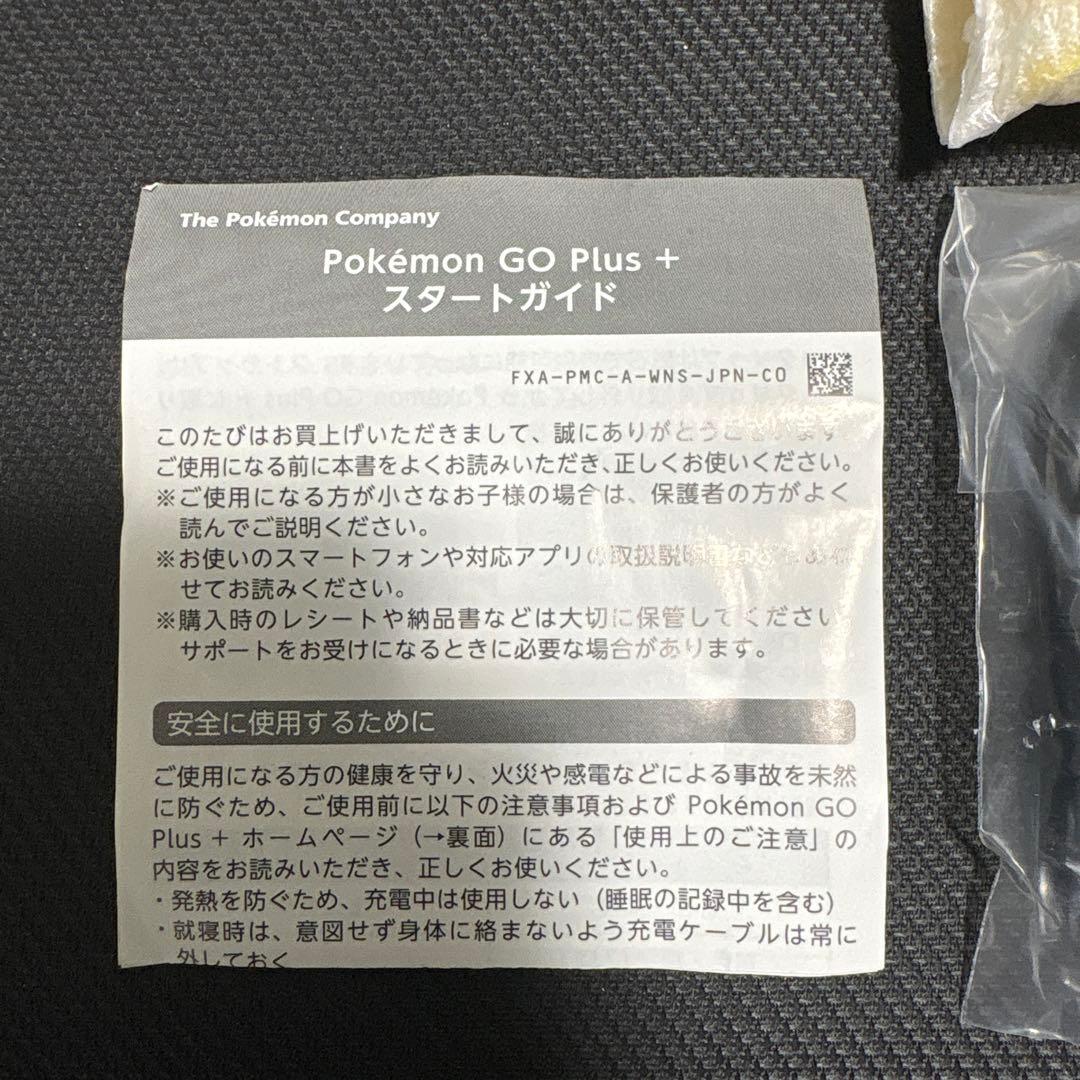 The Pokémon Company
Pokémon GO Plus +
スタートガイド
FXA-PMC-A-WNS-JPN-C0
このたびはお買上げいただきまして、誠にありがとうございます。
ご使用になる前に本書をよくお読みいただき、正しくお使いください。
※ご使用になる方が小さなお子様の場合は、保護者の方がよく
読んでご説明ください。
※お使いのスマートフォンや対応アプリの取扱説明書
せてお読みください。
※購入時のレシートや納品書などは大切に保管してください
サポートをお受けになるときに必要な場合があります。
安全に使用するために
ご使用になる方の健康を守り、火災や感電などによる事故を未然
に防ぐため、ご使用前に以下の注意事項および Pokémon GO
Plus + ホームページ（→裏面）にある「使用上のご注意」の
内容をお読みいただき、正しくお使いください。
・発熱を防ぐため、充電中は使用しない（睡眠の記録中を含む）
・就寝時は、意図せず身体に絡まないよう充電ケーブルは常に
外しておく